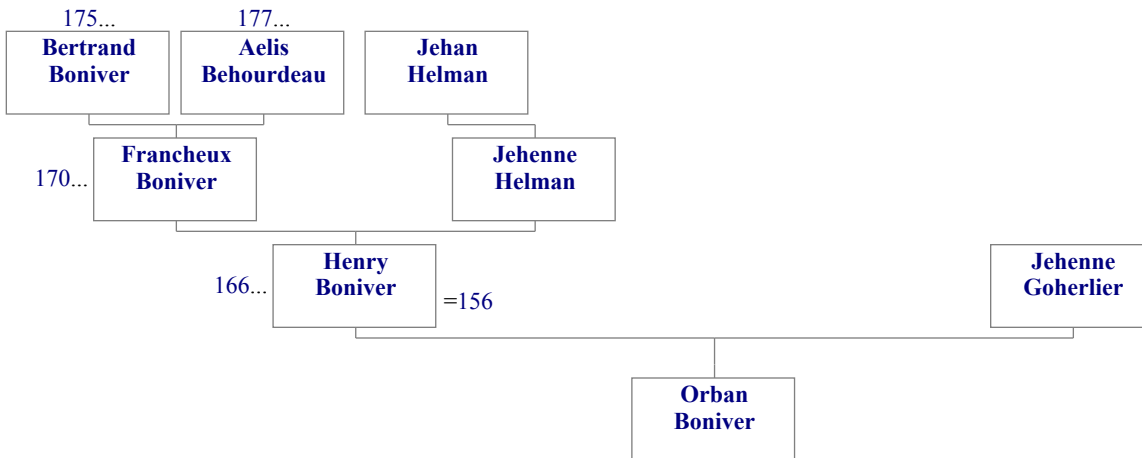 175...
177...
Bertrand
Boniver
Aelis
Behourdeau
Jehan
Helman
170...
Francheux
Boniver
Jehenne
Helman
166...
Henry
Boniver
=156
Jehenne
Goherlier
Orban
Boniver